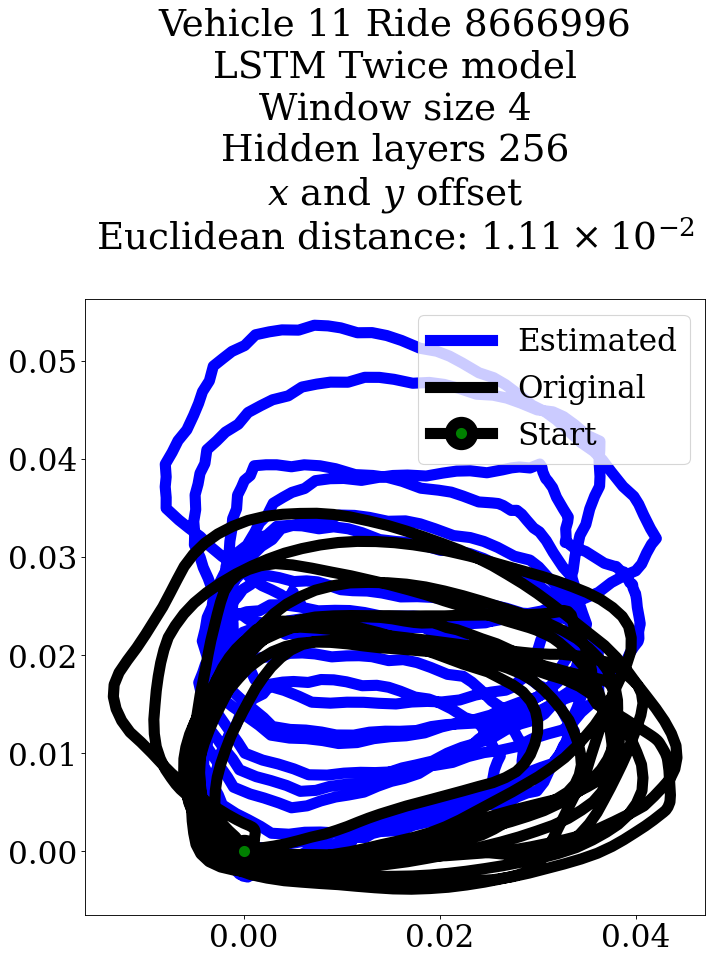 Vehicle 11 Ride 8666996
LSTM Twice model
Window size 4
Hidden layers 256
x and y offset
Euclidean distance: 1.11 × 10⁻²
Estimated
Original
Start
0.05
0.04
0.03
0.02
0.01
0.00
0.00 0.02 0.04